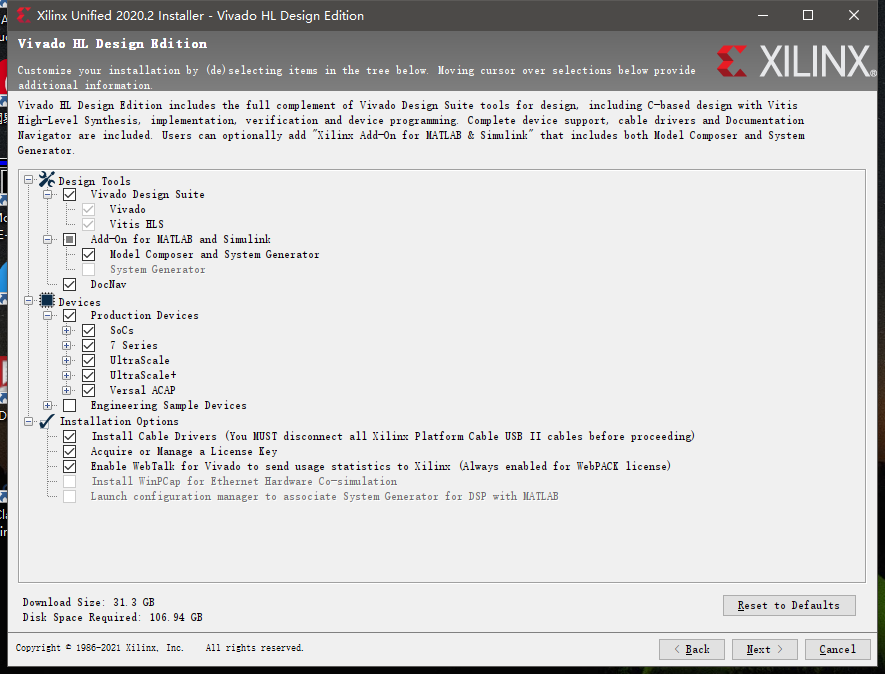 Xilinx Unified 2020.2 Installer - Vivado HL Design Edition
Vivado HL Design Edition
Customize your installation by (de)selecting items in the tree below. Moving cursor over selections below provide
additional information.
XILINX
Vivado HL Design Edition includes the full complement of Vivado Design Suite tools for design, including C-based design with Vitis
High-Level Synthesis, implementation, verification and device programming. Complete device support, cable drivers and Documentation
Navigator are included. Users can optionally add "Xilinx Add-On for MATLAB & Simulink" that includes both Model Composer and System
Generator.
Design Tools
Vivado Design Suite
Vivado
Vitis HLS
Add-On for MATLAB and Simulink
Model Composer and System Generator
System Generator
DocNav
Devices
Production Devices
SoCs
7 Series
UltraScale
UltraScale+
Versal ACAP
Engineering Sample Devices
Installation Options
Install Cable Drivers (You MUST disconnect all Xilinx Platform Cable USB II cables before proceeding)
Acquire or Manage a License Key
Enable WebTalk for Vivado to send usage statistics to Xilinx (Always enabled for WebPACK license)
Install WinPCap for Ethernet Hardware Co-simulation
Launch configuration manager to associate System Generator for DSP with MATLAB
Download Size: 31.3 GB
Disk Space Required: 106.94 GB
Reset to Defaults
Copyright © 1986-2021 Xilinx, Inc. All rights reserved.
< Back
Next >
Cancel